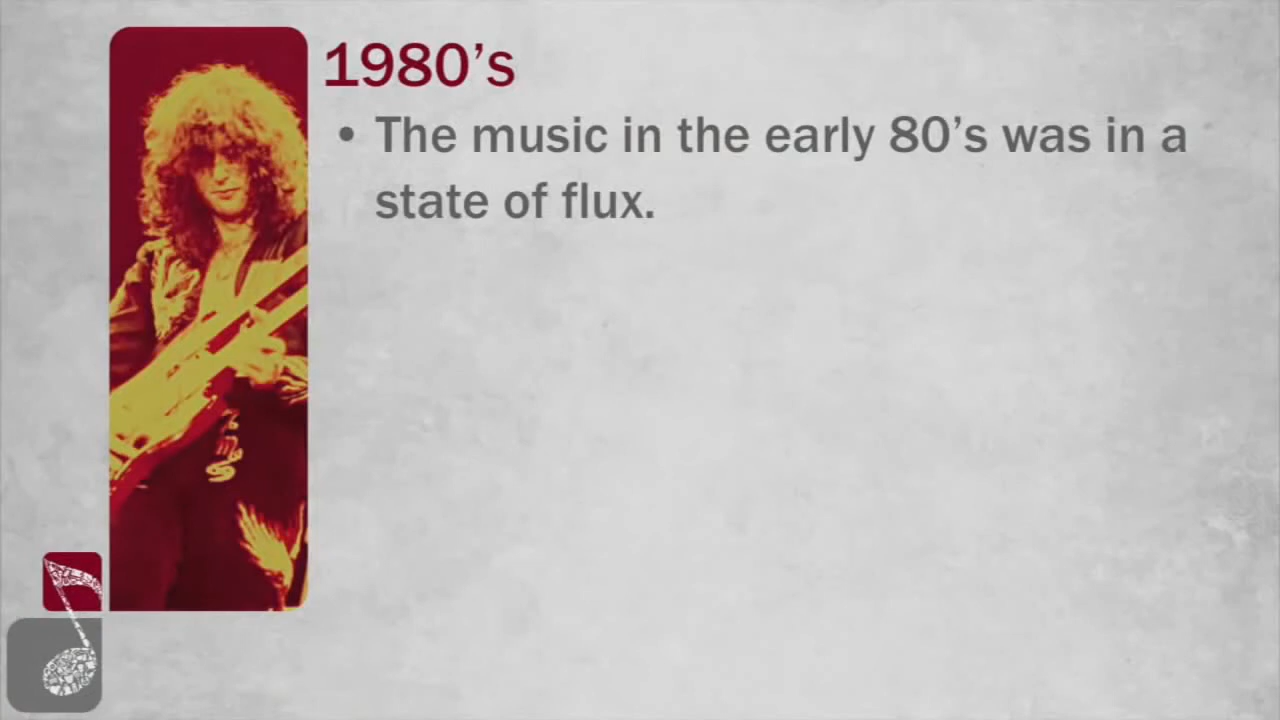 1980’s
• The music in the early 80’s was in a
state of flux.